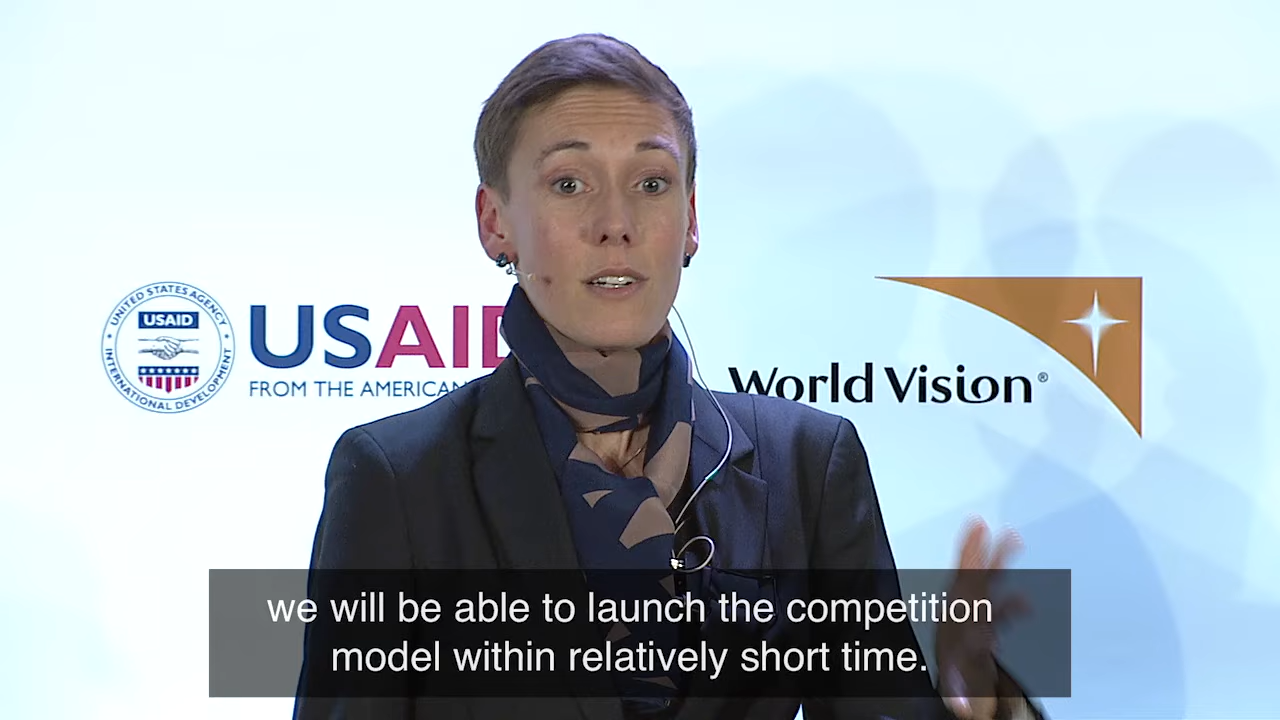 UNITED STATES AGENCY
USAID
INTERNATIONAL DEVELOPMENT
USAID
FROM THE AMERICAN
World Vision®
we will be able to launch the competition
model within relatively short time.